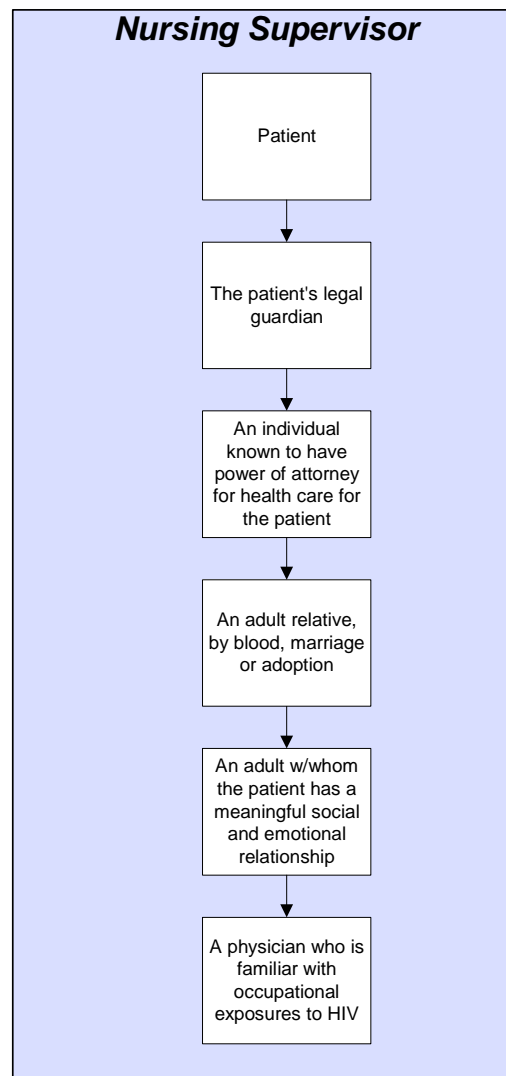 Nursing Supervisor
Patient
The patient's legal
guardian
An individual
known to have
power of attorney
for health care for
the patient
An adult relative,
by blood, marriage
or adoption
An adult w/whom
the patient has a
meaningful social
and emotional
relationship
A physician who is
familiar with
occupational
exposures to HIV